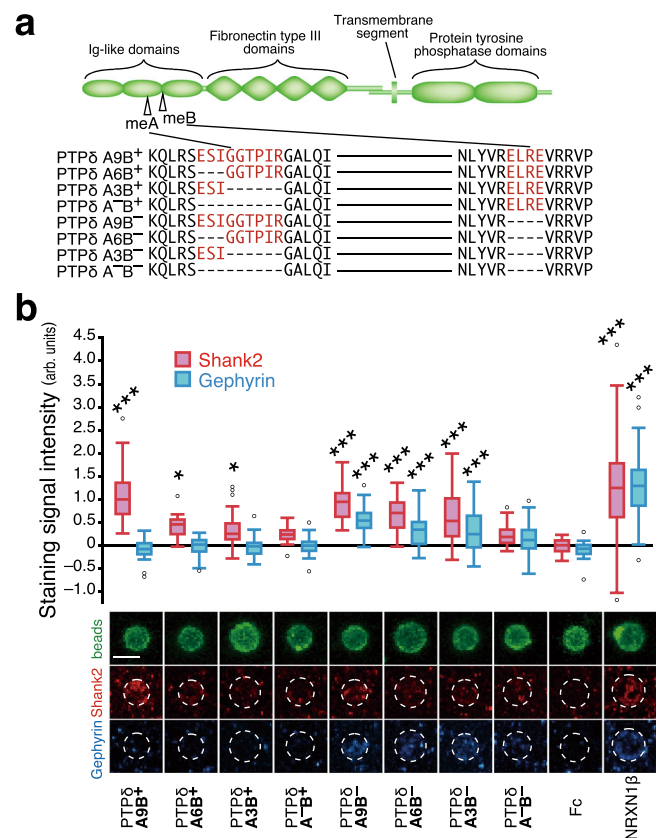 a
Ig-like domains
Fibronectin type III
domains
Transmembrane
segment
Protein tyrosine
phosphatase domains
meA
meB
PTPδ A9B+ KQLRSESIGGTPIRGALQI NLYVRELREVRRVP
PTPδ A6B+ KQLRS---GGTPIRGALQI NLYVRELREVRRVP
PTPδ A3B+ KQLRSESI------GALQI NLYVRELREVRRVP
PTPδ A−B+ KQLRS---------GALQI NLYVRELREVRRVP
PTPδ A9B− KQLRSESIGGTPIRGALQI NLYVR----VRRVP
PTPδ A6B− KQLRS---GGTPIRGALQI NLYVR----VRRVP
PTPδ A3B− KQLRSESI------GALQI NLYVR----VRRVP
PTPδ A−B− KQLRS---------GALQI NLYVR----VRRVP
b
Staining signal intensity (arb. units)
4.5
4.0
3.5
3.0
2.5
2.0
1.5
1.0
0.5
0
−0.5
−1.0
Shank2
Gephyrin
***
*
*
***
***
***
***
***
***
***
***
beads
Shank2
Gephyrin
PTPδ
A9B+
PTPδ
A6B+
PTPδ
A3B+
PTPδ
A−B+
PTPδ
A9B−
PTPδ
A6B−
PTPδ
A3B−
PTPδ
A−B−
Fc
NRXN1β